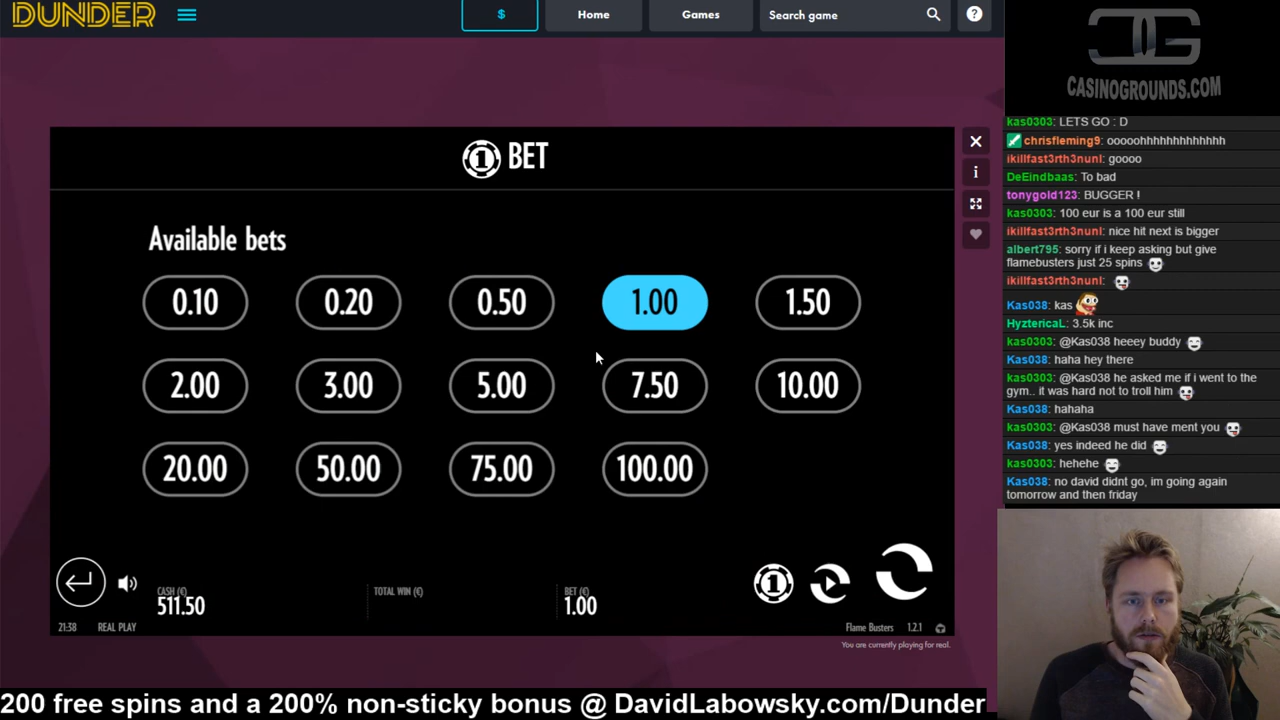 DUNDER
$
Home
Games
Search game
?
CG
CASINOGROUNDS.COM
1 BET
Available bets
0.10
0.20
0.50
1.00
1.50
2.00
3.00
5.00
7.50
10.00
20.00
50.00
75.00
100.00
CASH (€)
511.50
TOTAL WIN (€)
BET (€)
1.00
1
21:38
REAL PLAY
Flame Busters
1.2.1
You are currently playing for real.
i
kas0303: LETS GO : D
chrisfleming9: ooooohhhhhhhhhhhhh
ikillfast3rth3nunl: goooo
DeEindbaas: To bad
tonygold123: BUGGER !
kas0303: 100 eur is a 100 eur still
ikillfast3rth3nunl: nice hit next is bigger
albert795: sorry if i keep asking but give
flamebusters just 25 spins
ikillfast3rth3nunl:
Kas038: kas
HyztericaL: 3.5k inc
kas0303: @Kas038 heeey buddy
Kas038: haha hey there
kas0303: @Kas038 he asked me if i went to the
gym.. it was hard not to troll him
Kas038: hahaha
kas0303: @Kas038 must have ment you
Kas038: yes indeed he did
kas0303: hehehe
Kas038: no david didnt go, im going again
tomorrow and then friday
200 free spins and a 200% non-sticky bonus @ DavidLabowsky.com/Dunder